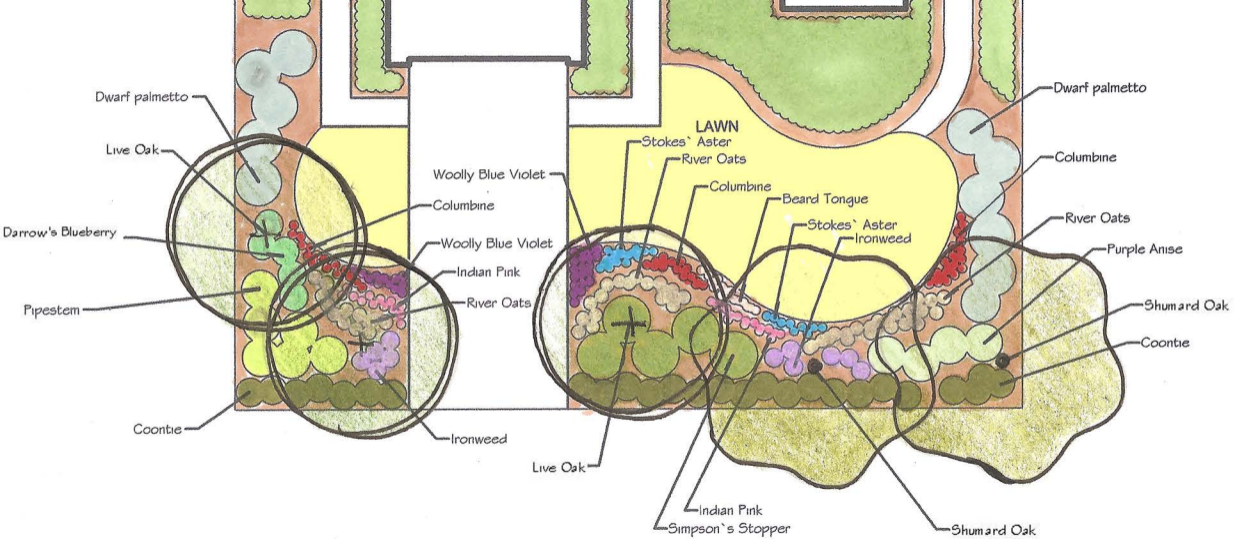 Dwarf palmetto
Live Oak
Darrow's Blueberry
Pipestem
Coontie
Columbine
Woolly Blue Violet
Indian Pink
River Oats
Ironweed
LAWN
Stokes` Aster
River Oats
Woolly Blue Violet
Columbine
Beard Tongue
Stokes` Aster
Ironweed
Live Oak
Indian Pink
Simpson`s Stopper
Shumard Oak
Dwarf palmetto
Columbine
River Oats
Purple Anise
Shumard Oak
Coontie